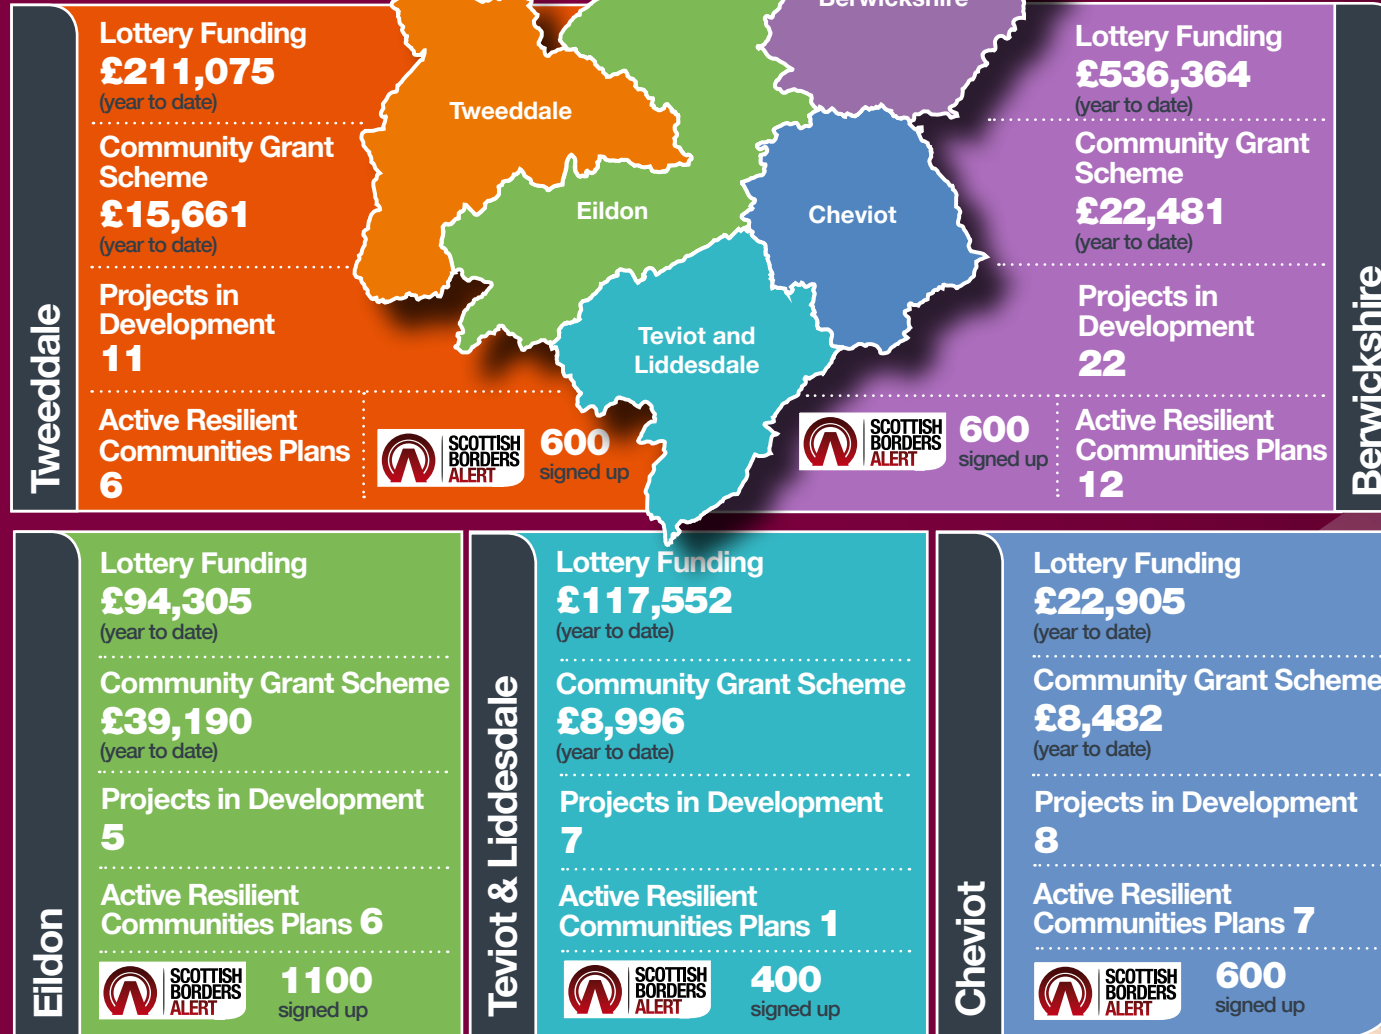 Tweeddale
Lottery Funding
£211,075
(year to date)
Community Grant
Scheme
£15,661
(year to date)
Projects in
Development
11
Active Resilient
Communities Plans
6
SCOTTISH
BORDERS
ALERT
600
signed up
Berwickshire
Tweeddale
Eildon
Cheviot
Teviot and
Liddesdale
Lottery Funding
£536,364
(year to date)
Community Grant
Scheme
£22,481
(year to date)
Projects in
Development
22
Active Resilient
Communities Plans
12
SCOTTISH
BORDERS
ALERT
600
signed up
Berwickshire
Eildon
Lottery Funding
£94,305
(year to date)
Community Grant Scheme
£39,190
(year to date)
Projects in Development
5
Active Resilient
Communities Plans 6
SCOTTISH
BORDERS
ALERT
1100
signed up
Teviot & Liddesdale
Lottery Funding
£117,552
(year to date)
Community Grant Scheme
£8,996
(year to date)
Projects in Development
7
Active Resilient
Communities Plans 1
SCOTTISH
BORDERS
ALERT
400
signed up
Cheviot
Lottery Funding
£22,905
(year to date)
Community Grant Scheme
£8,482
(year to date)
Projects in Development
8
Active Resilient
Communities Plans 7
SCOTTISH
BORDERS
ALERT
600
signed up